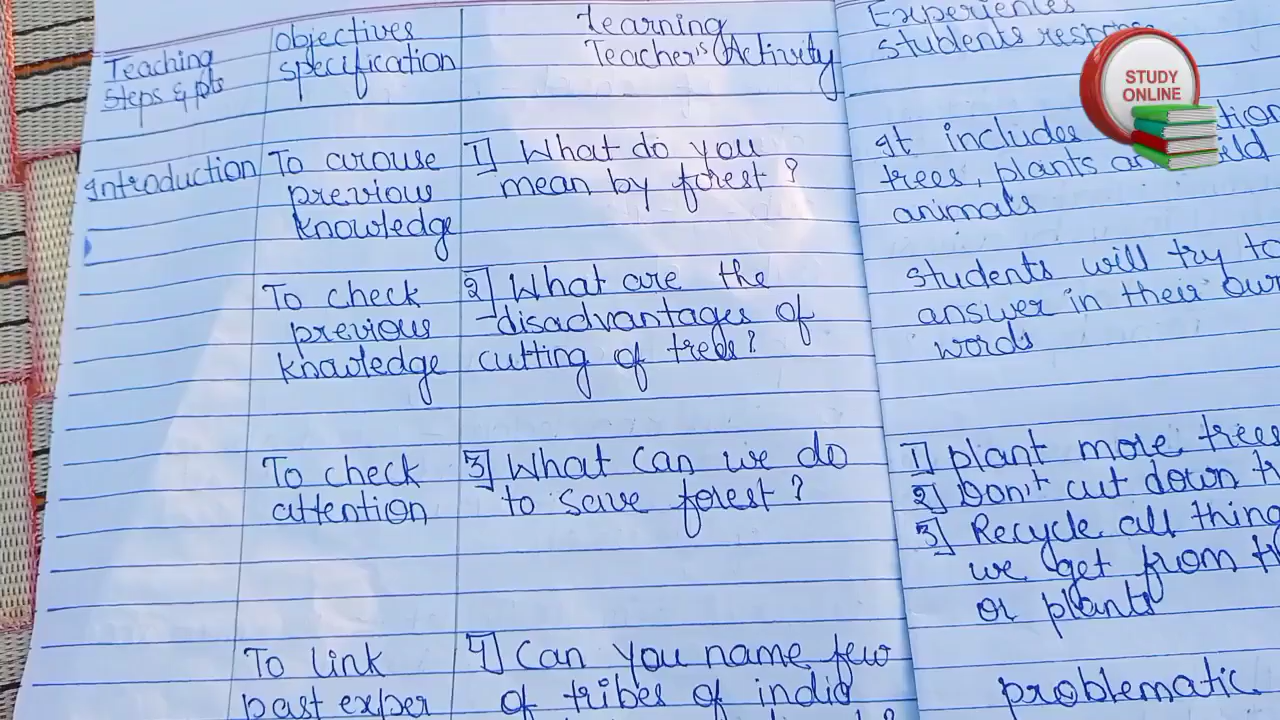 Teaching
Steps & pts
objectives
specification
Learning
Teacher's Activity
Experiences
students response
Introduction
To arouse
previous
knowledge
1] What do you
mean by forest?
It includes
trees, plants
animals
To check
previous
knowledge
2] What are the
disadvantages of
cutting of trees?
students will try to
answer in their own
words
To check
attention
3] What can we do
to save forest?
1] plant more trees
2] Don't cut down
3] Recycle all thing
we get from
or plants
To link
past exper
4] Can you name few
of tribes of india
problematic
STUDY
ONLINE